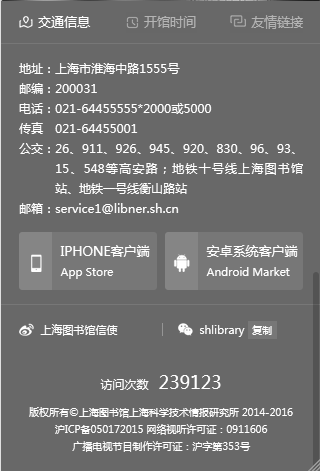 交通信息 开馆时间 友情链接
地址：上海市淮海中路1555号
邮编：200031
电话：021-64455555*2000或5000
传真 021-64455001
公交：26、911、926、945、920、830、96、93、
15、548等高安路；地铁十号线上海图书馆
站、地铁一号线衡山路站
邮箱：service1@libner.sh.cn
IPHONE客户端 安卓系统客户端
App Store Android Market
上海图书馆信使 shlibrary 复制
访问次数 239123
版权所有©上海图书馆上海科学技术情报研究所 2014-2016
沪ICP备050172015 网络视听许可证：0911606
广播电视节目制作许可证：沪字第353号